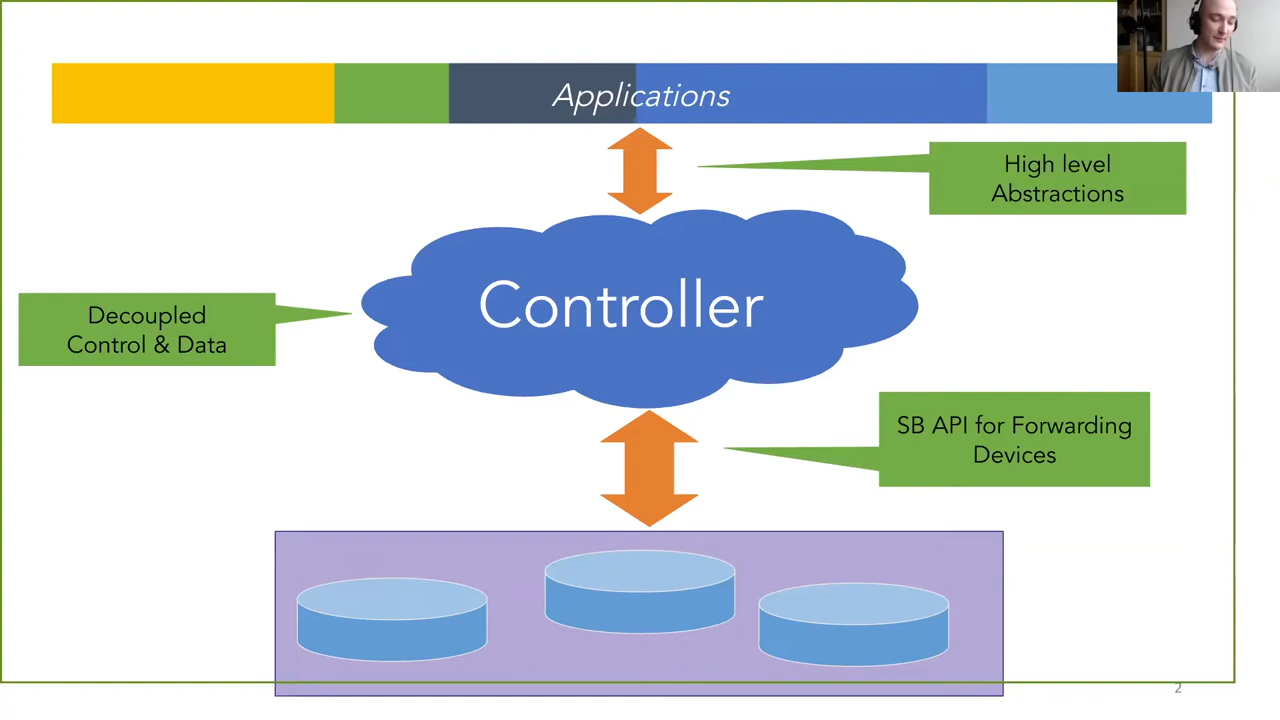 Applications
High level
Abstractions
Controller
Decoupled
Control & Data
SB API for Forwarding
Devices
2